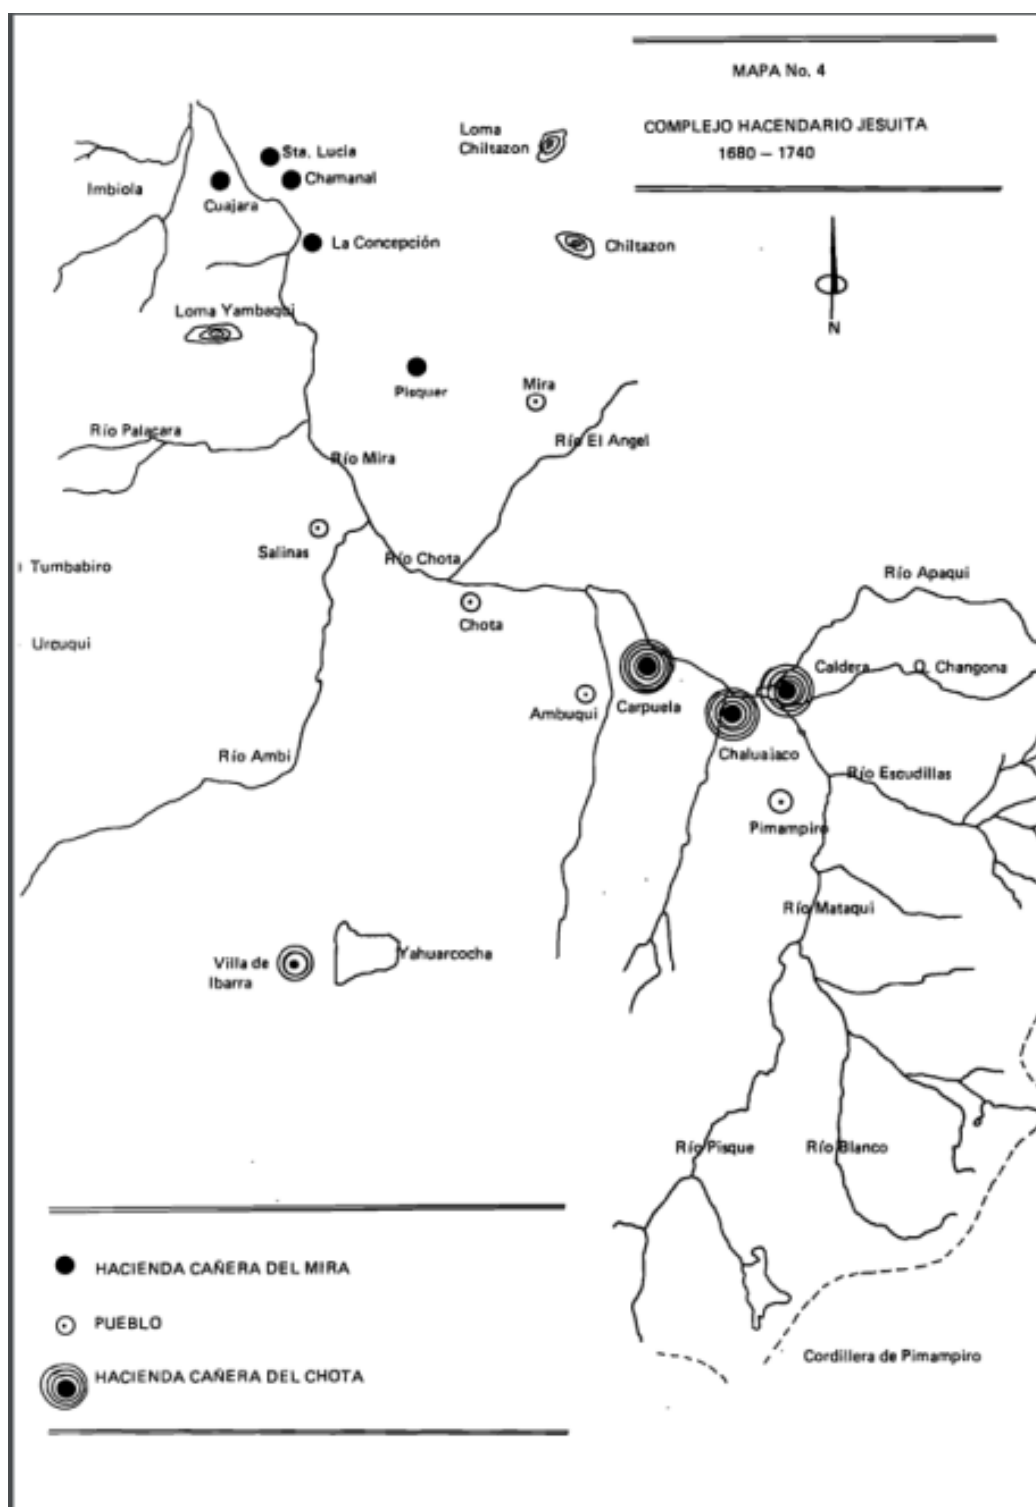 MAPA No. 4
COMPLEJO HACENDARIO JESUITA
1680 — 1740
N
Loma
Chiltazon
Sta. Lucia
Chamanal
Imbiola
Cuajara
La Concepción
Chiltazon
Loma Yambaqui
Pisquer
Mira
Río Palacara
Río El Angel
Río Mira
Salinas
Río Chota
Tumbabiro
Río Apaqui
Chota
Urcuqui
Caldera
Q. Changona
Carpuela
Ambuqui
Río Ambi
Chaluajaco
Río Escudillas
Pimampiro
Río Mataqui
Villa de
Ibarra
Yahuarcocha
Río Pisque
Río Blanco
HACIENDA CAÑERA DEL MIRA
PUEBLO
HACIENDA CAÑERA DEL CHOTA
Cordillera de Pimampiro